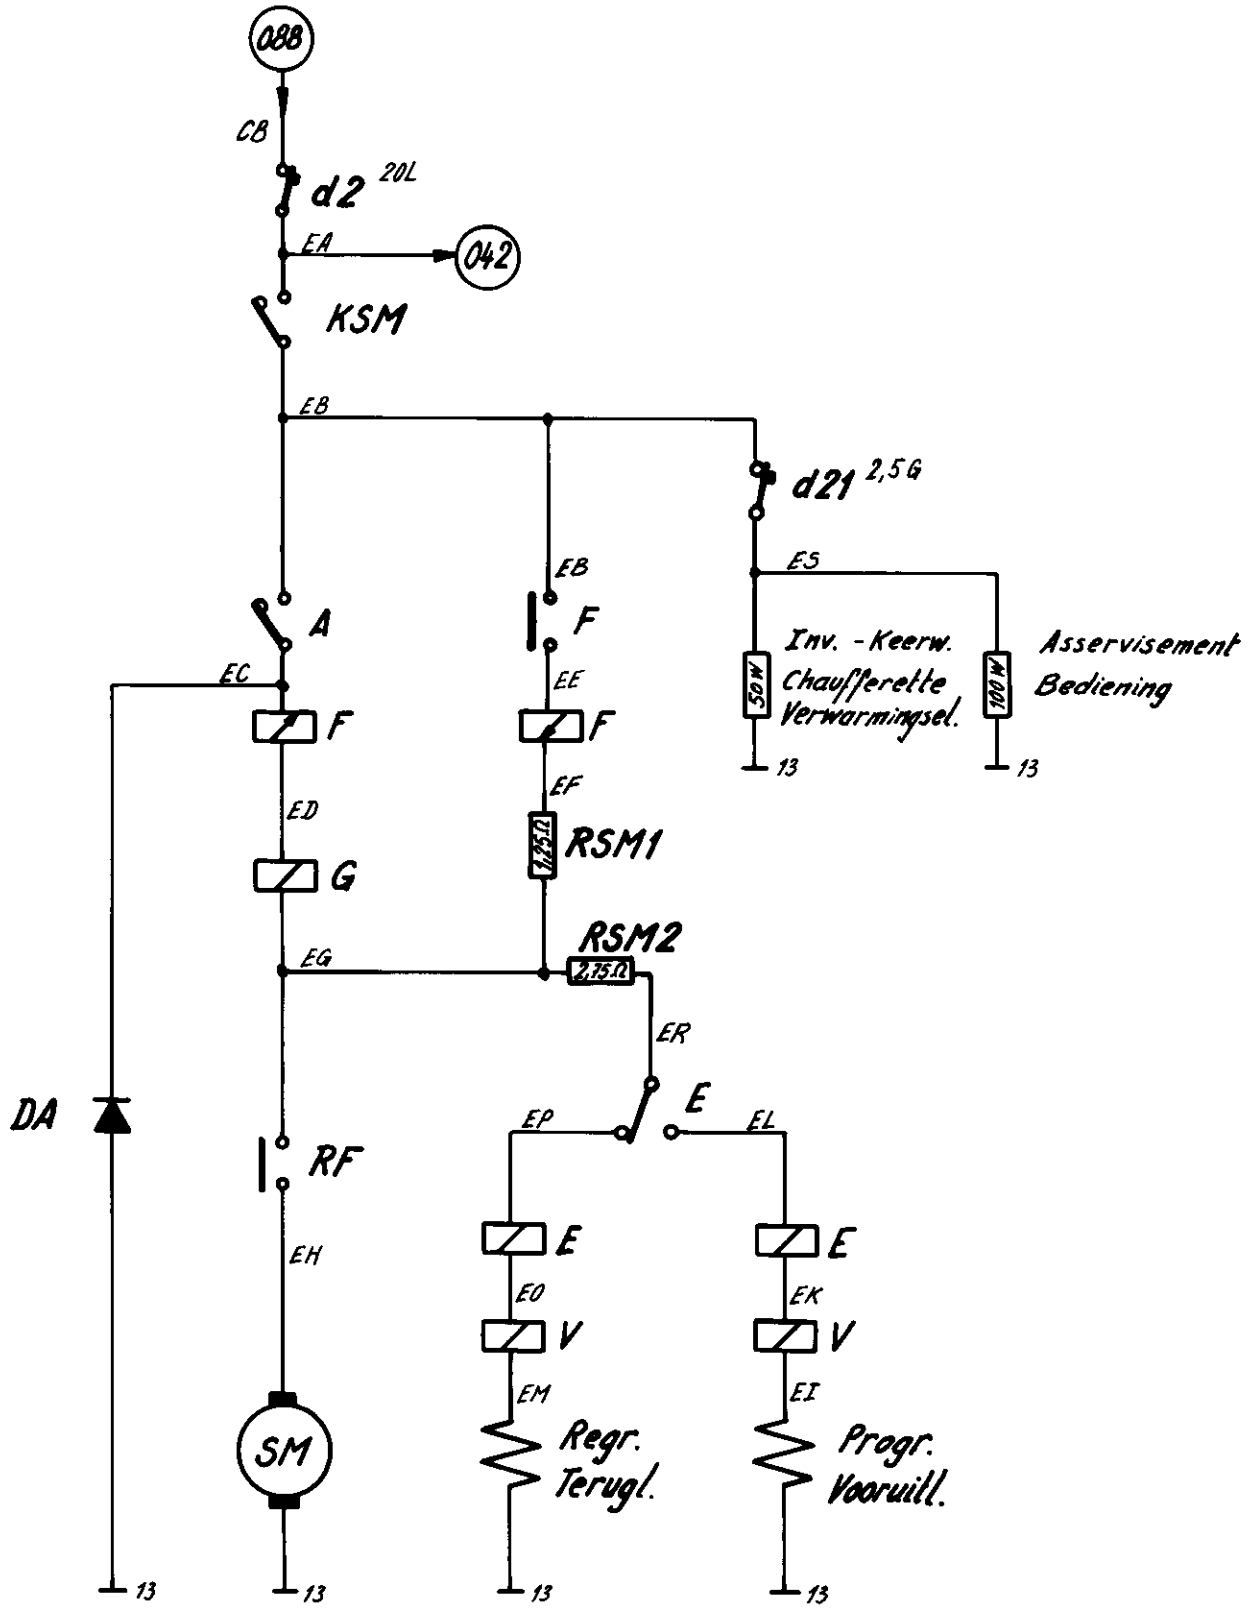 088
CB
d2 20L
EA
042
KSM
EB
d21 2,5G
EB
ES
A
F
Inv. - Keerw.
Chaufferette
Verwarmingsel.
50W
100W
Asservisement
Bediening
EC
EE
F
F
13
13
ED
EF
1,25Ω
RSM1
G
RSM2
EG
2,75Ω
ER
DA
E
EP
EL
RF
E
E
EH
EO
EK
V
V
EM
EI
SM
Regr.
Terugl.
Progr.
Vooruitl.
13
13
13
13